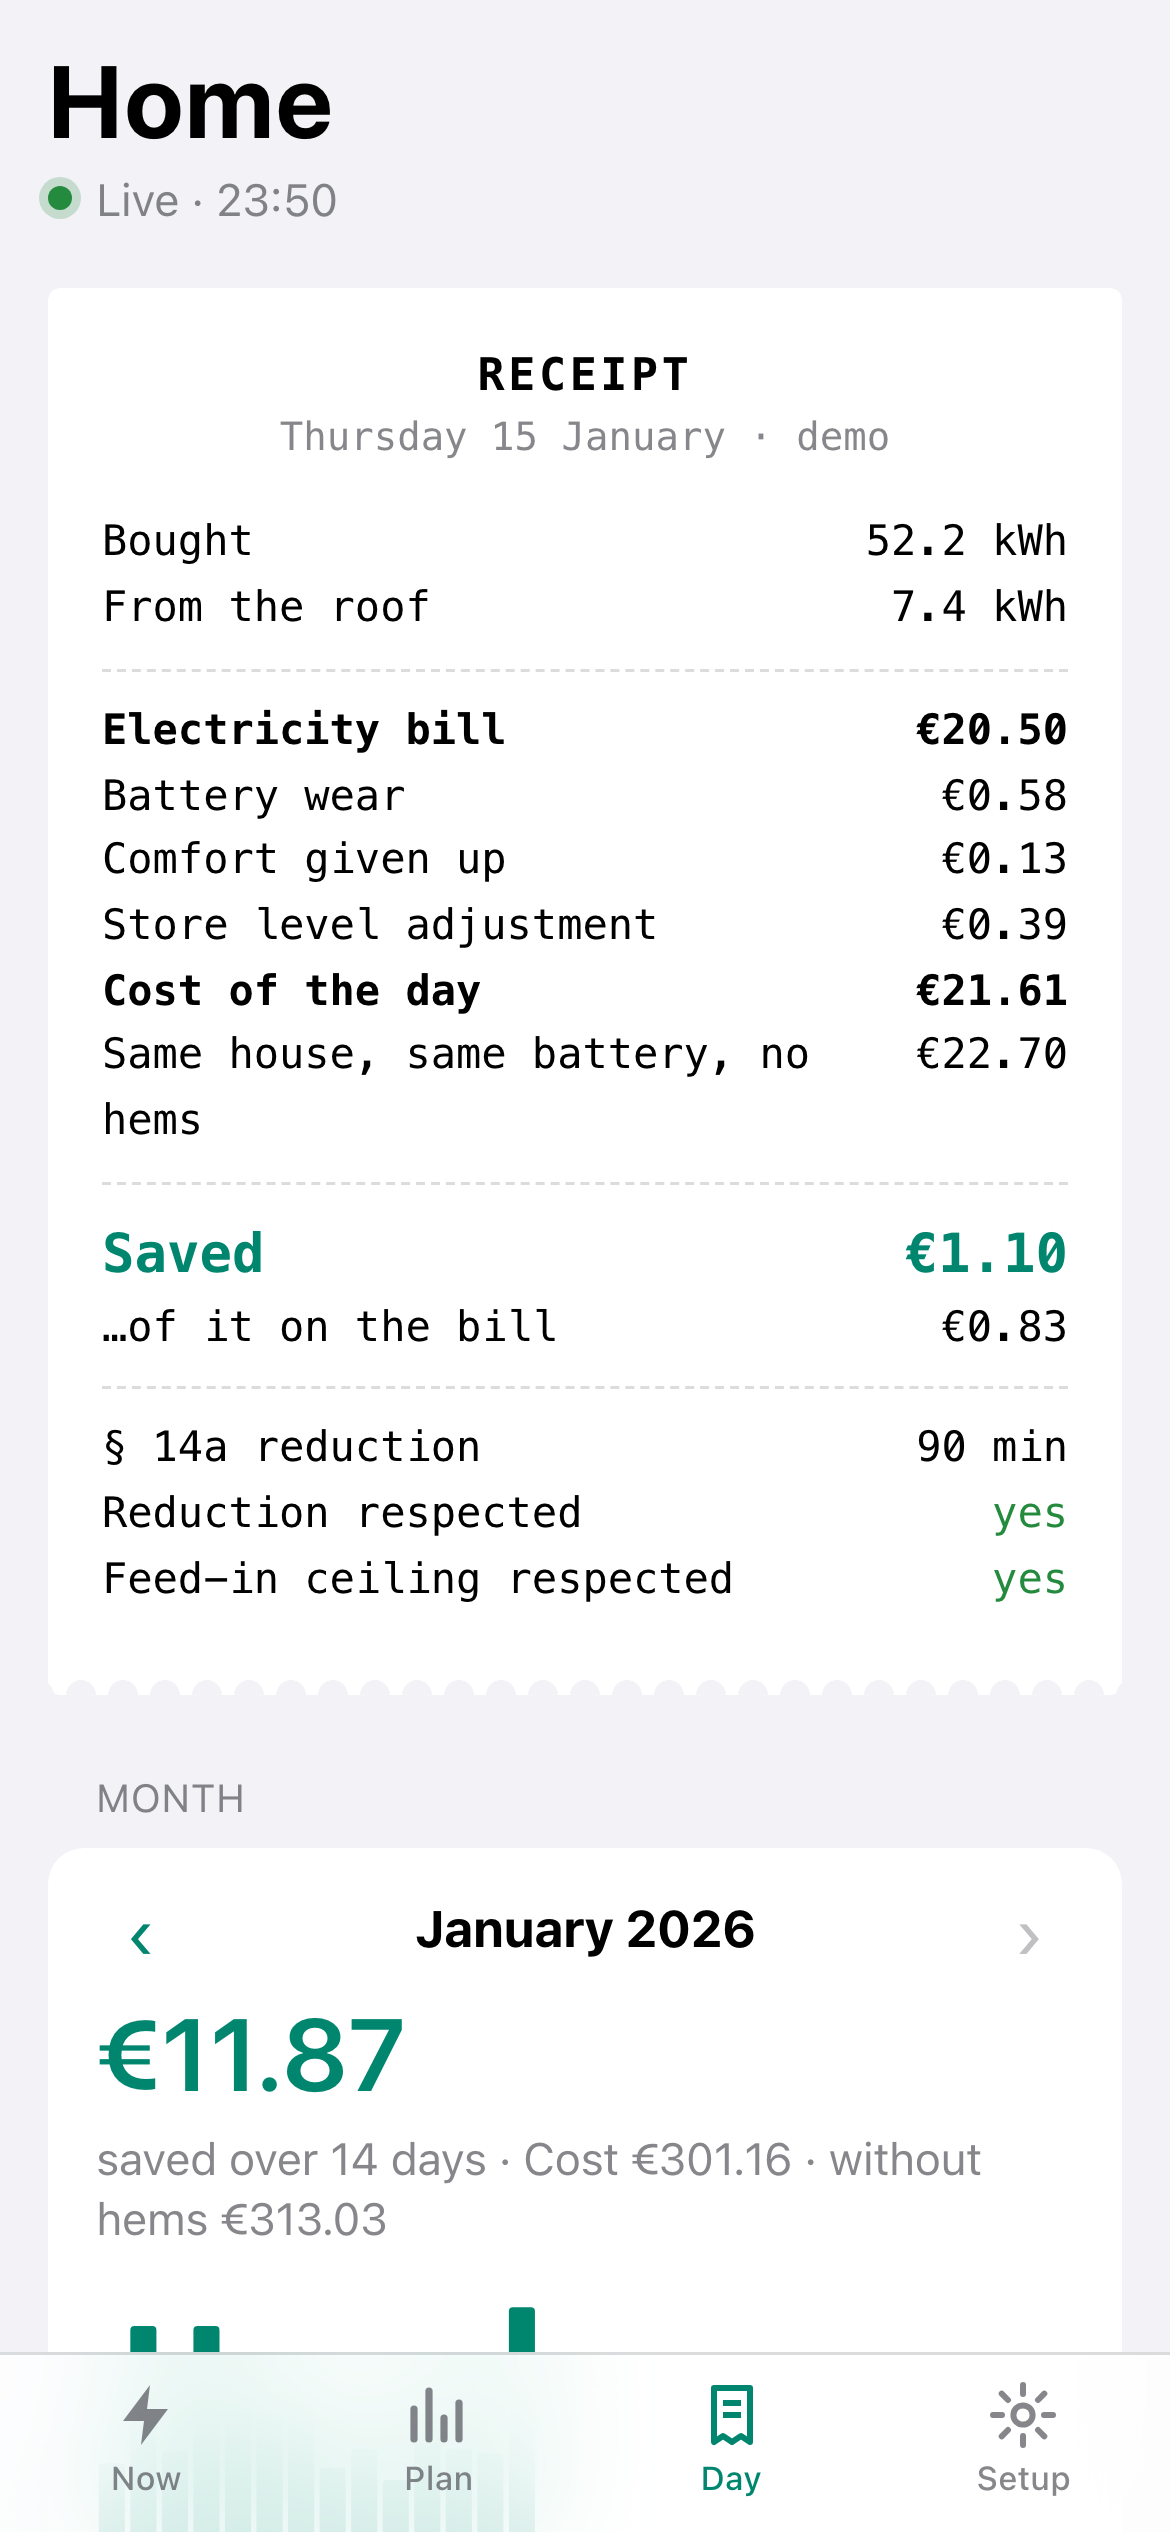 Home
Live · 23:50
RECEIPT
Thursday 15 January · demo
Bought 52.2 kWh
From the roof 7.4 kWh
Electricity bill €20.50
Battery wear €0.58
Comfort given up €0.13
Store level adjustment €0.39
Cost of the day €21.61
Same house, same battery, no €22.70
hems
Saved €1.10
…of it on the bill €0.83
§ 14a reduction 90 min
Reduction respected yes
Feed-in ceiling respected yes
MONTH
‹ January 2026 ›
€11.87
saved over 14 days · Cost €301.16 · without
hems €313.03
Now Plan Day Setup